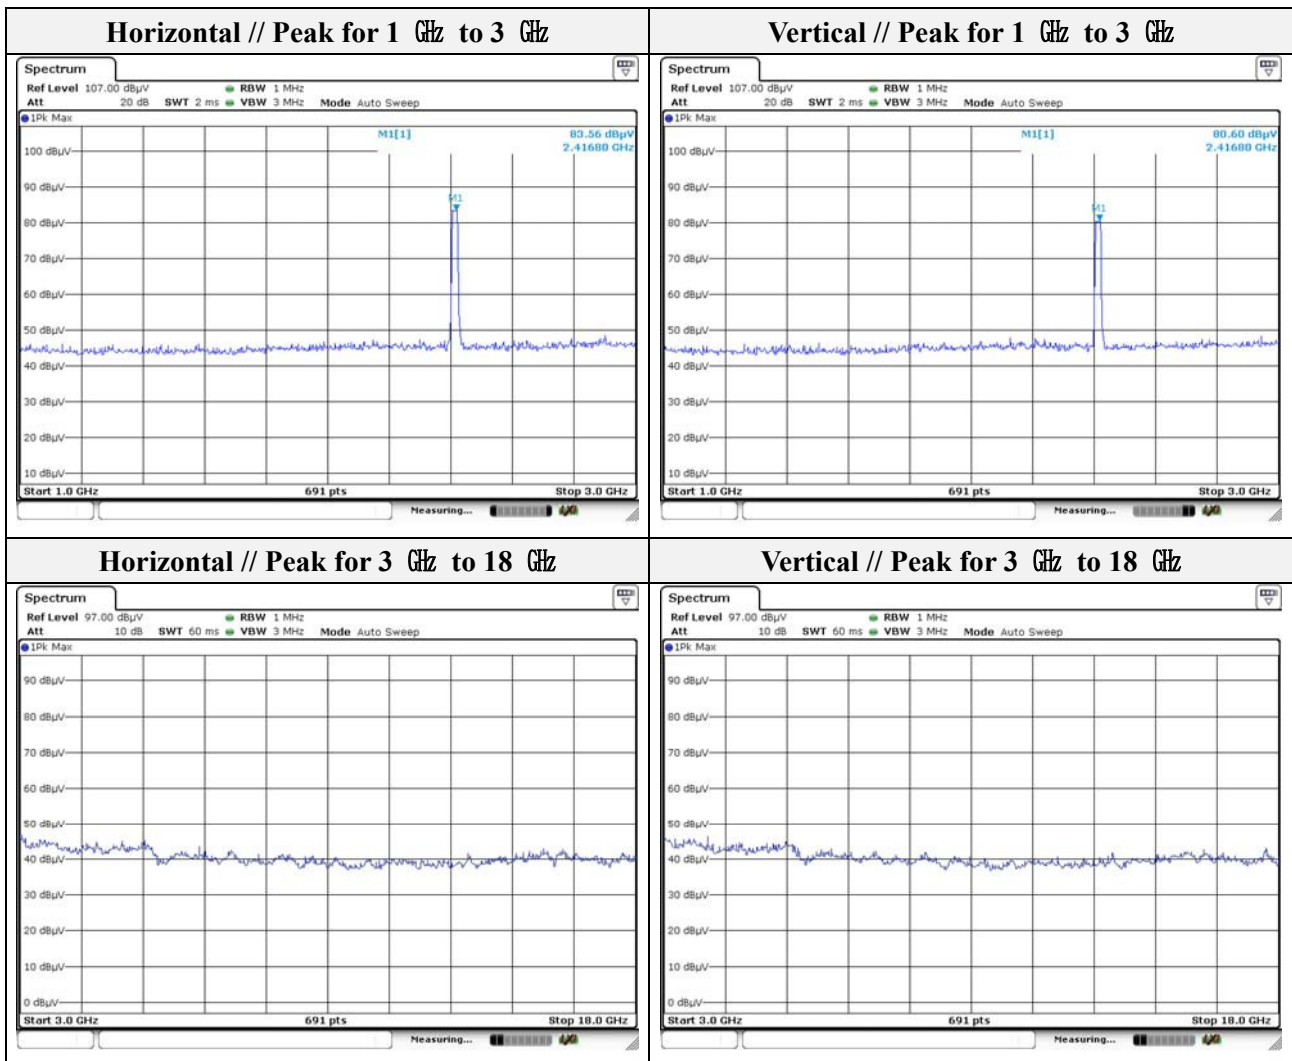 Horizontal // Peak for 1 ㎓ to 3 ㎓
Spectrum
Ref Level 107.00 dBµV RBW 1 MHz
Att 20 dB SWT 2 ms VBW 3 MHz Mode Auto Sweep
1Pk Max
M1[1] 83.56 dBµV
2.41680 GHz
100 dBµV
90 dBµV
M1
80 dBµV
70 dBµV
60 dBµV
50 dBµV
40 dBµV
30 dBµV
20 dBµV
10 dBµV
Start 1.0 GHz 691 pts Stop 3.0 GHz
Measuring...
Vertical // Peak for 1 ㎓ to 3 ㎓
Spectrum
Ref Level 107.00 dBµV RBW 1 MHz
Att 20 dB SWT 2 ms VBW 3 MHz Mode Auto Sweep
1Pk Max
M1[1] 80.60 dBµV
2.41680 GHz
100 dBµV
90 dBµV
M1
80 dBµV
70 dBµV
60 dBµV
50 dBµV
40 dBµV
30 dBµV
20 dBµV
10 dBµV
Start 1.0 GHz 691 pts Stop 3.0 GHz
Measuring...
Horizontal // Peak for 3 ㎓ to 18 ㎓
Spectrum
Ref Level 97.00 dBµV RBW 1 MHz
Att 10 dB SWT 60 ms VBW 3 MHz Mode Auto Sweep
1Pk Max
90 dBµV
80 dBµV
70 dBµV
60 dBµV
50 dBµV
40 dBµV
30 dBµV
20 dBµV
10 dBµV
0 dBµV
Start 3.0 GHz 691 pts Stop 18.0 GHz
Measuring...
Vertical // Peak for 3 ㎓ to 18 ㎓
Spectrum
Ref Level 97.00 dBµV RBW 1 MHz
Att 10 dB SWT 60 ms VBW 3 MHz Mode Auto Sweep
1Pk Max
90 dBµV
80 dBµV
70 dBµV
60 dBµV
50 dBµV
40 dBµV
30 dBµV
20 dBµV
10 dBµV
0 dBµV
Start 3.0 GHz 691 pts Stop 18.0 GHz
Measuring...